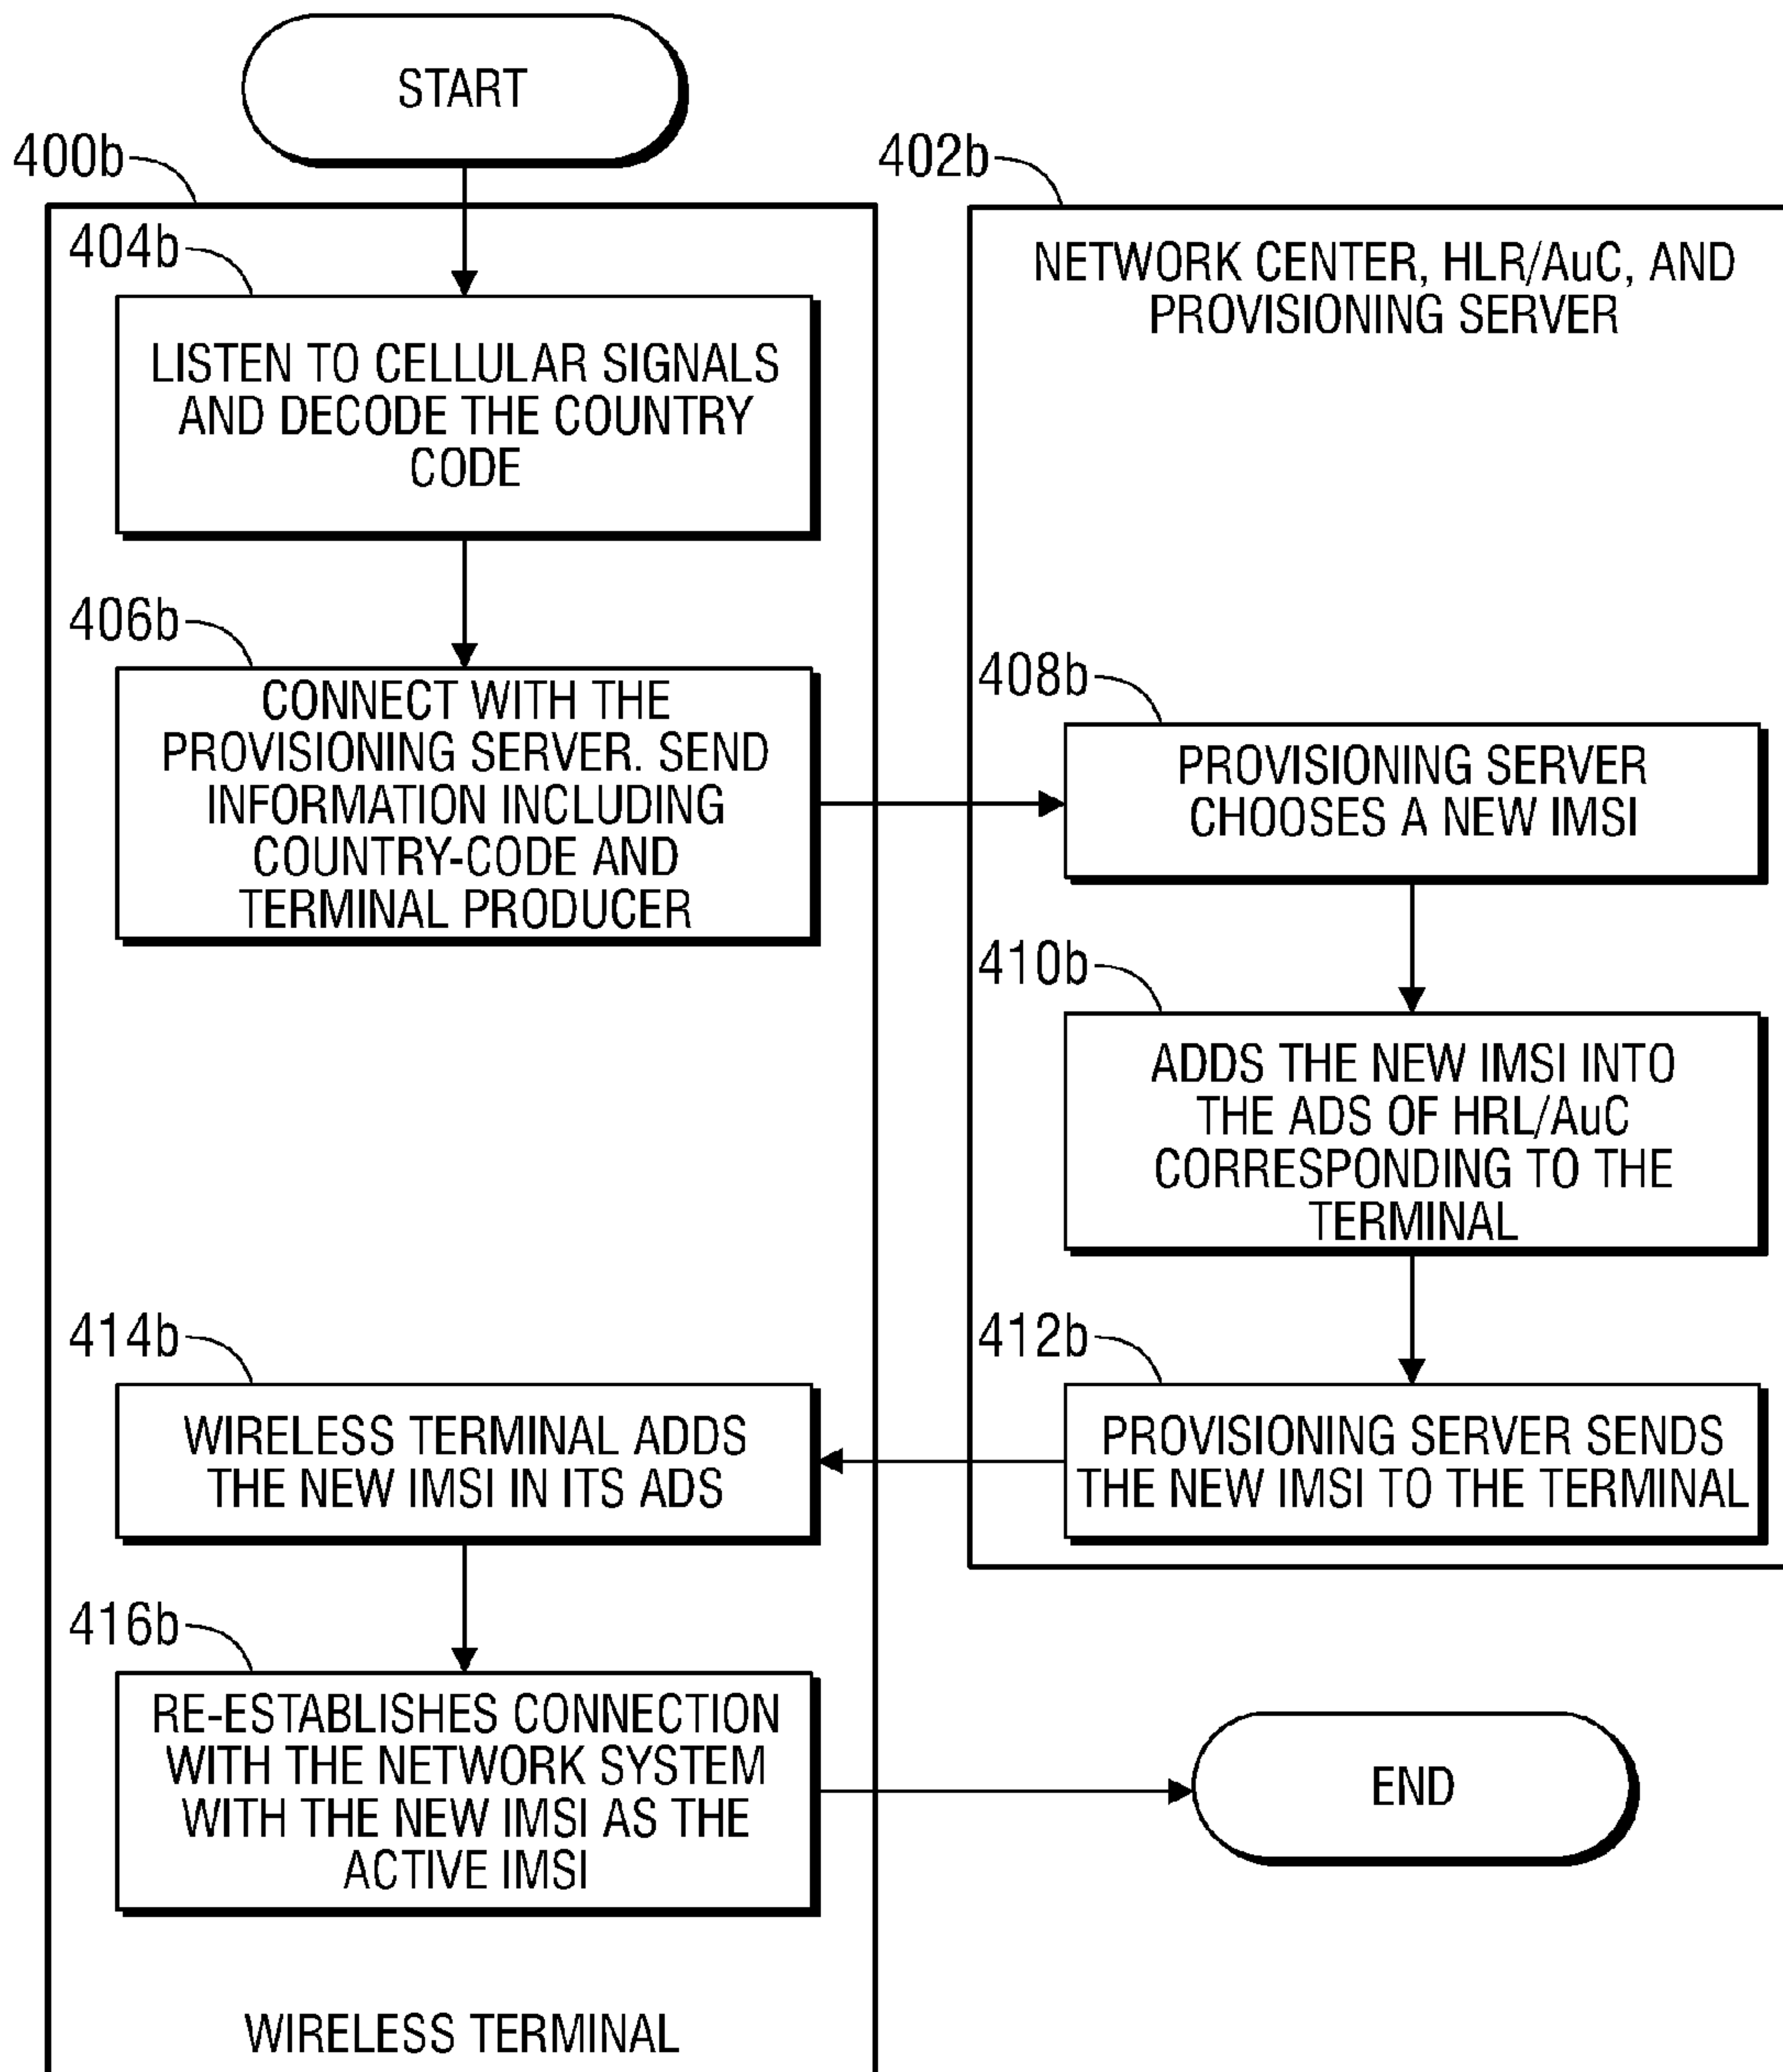 START
400b
402b
404b
NETWORK CENTER, HLR/AuC, AND
PROVISIONING SERVER
LISTEN TO CELLULAR SIGNALS
AND DECODE THE COUNTRY
CODE
406b
CONNECT WITH THE
PROVISIONING SERVER. SEND
INFORMATION INCLUDING
COUNTRY-CODE AND
TERMINAL PRODUCER
408b
PROVISIONING SERVER
CHOOSES A NEW IMSI
410b
ADDS THE NEW IMSI INTO
THE ADS OF HRL/AuC
CORRESPONDING TO THE
TERMINAL
412b
PROVISIONING SERVER SENDS
THE NEW IMSI TO THE TERMINAL
414b
WIRELESS TERMINAL ADDS
THE NEW IMSI IN ITS ADS
416b
RE-ESTABLISHES CONNECTION
WITH THE NETWORK SYSTEM
WITH THE NEW IMSI AS THE
ACTIVE IMSI
END
WIRELESS TERMINAL